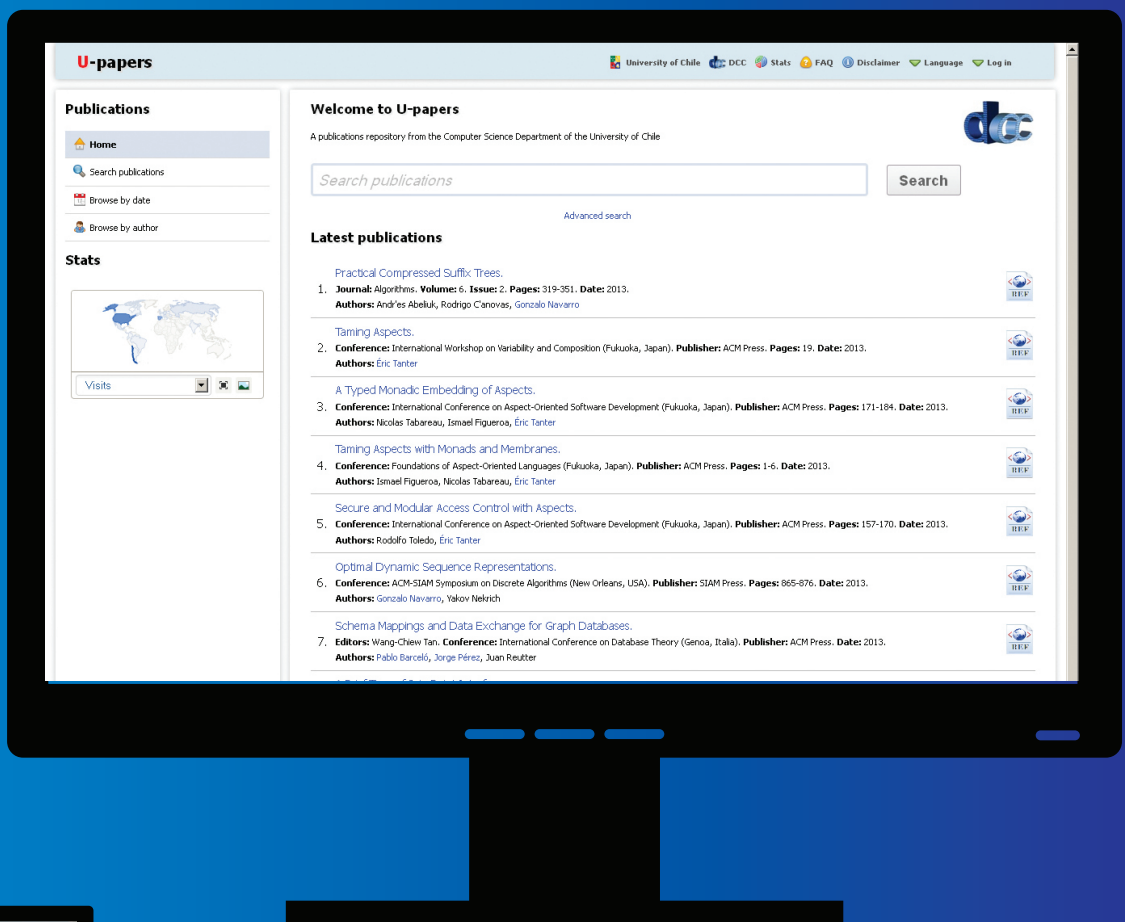 U-papers
University of Chile DCC Stats FAQ Disclaimer Language Log in
Publications
Home
Search publications
Browse by date
Browse by author
Stats
Visits
Welcome to U-papers
dcc
A publications repository from the Computer Science Department of the University of Chile
Search publications
Search
Advanced search
Latest publications
Practical Compressed Suffix Trees.
1. Journal: Algorithms. Volume: 6. Issue: 2. Pages: 319-351. Date: 2013.
Authors: Andr'es Abeliuk, Rodrigo C'anovas, Gonzalo Navarro
REF
Taming Aspects.
2. Conference: International Workshop on Variability and Composition (Fukuoka, Japan). Publisher: ACM Press. Pages: 19. Date: 2013.
Authors: Éric Tanter
REF
A Typed Monadic Embedding of Aspects.
3. Conference: International Conference on Aspect-Oriented Software Development (Fukuoka, Japan). Publisher: ACM Press. Pages: 171-184. Date: 2013.
Authors: Nicolas Tabareau, Ismael Figueroa, Éric Tanter
REF
Taming Aspects with Monads and Membranes.
4. Conference: Foundations of Aspect-Oriented Languages (Fukuoka, Japan). Publisher: ACM Press. Pages: 1-6. Date: 2013.
Authors: Ismael Figueroa, Nicolas Tabareau, Éric Tanter
REF
Secure and Modular Access Control with Aspects.
5. Conference: International Conference on Aspect-Oriented Software Development (Fukuoka, Japan). Publisher: ACM Press. Pages: 157-170. Date: 2013.
Authors: Rodolfo Toledo, Éric Tanter
REF
Optimal Dynamic Sequence Representations.
6. Conference: ACM-SIAM Symposium on Discrete Algorithms (New Orleans, USA). Publisher: SIAM Press. Pages: 865-876. Date: 2013.
Authors: Gonzalo Navarro, Yakov Nekrich
REF
Schema Mappings and Data Exchange for Graph Databases.
7. Editors: Wang-Chiew Tan. Conference: International Conference on Database Theory (Genoa, Italia). Publisher: ACM Press. Date: 2013.
Authors: Pablo Barceló, Jorge Pérez, Juan Reutter
REF